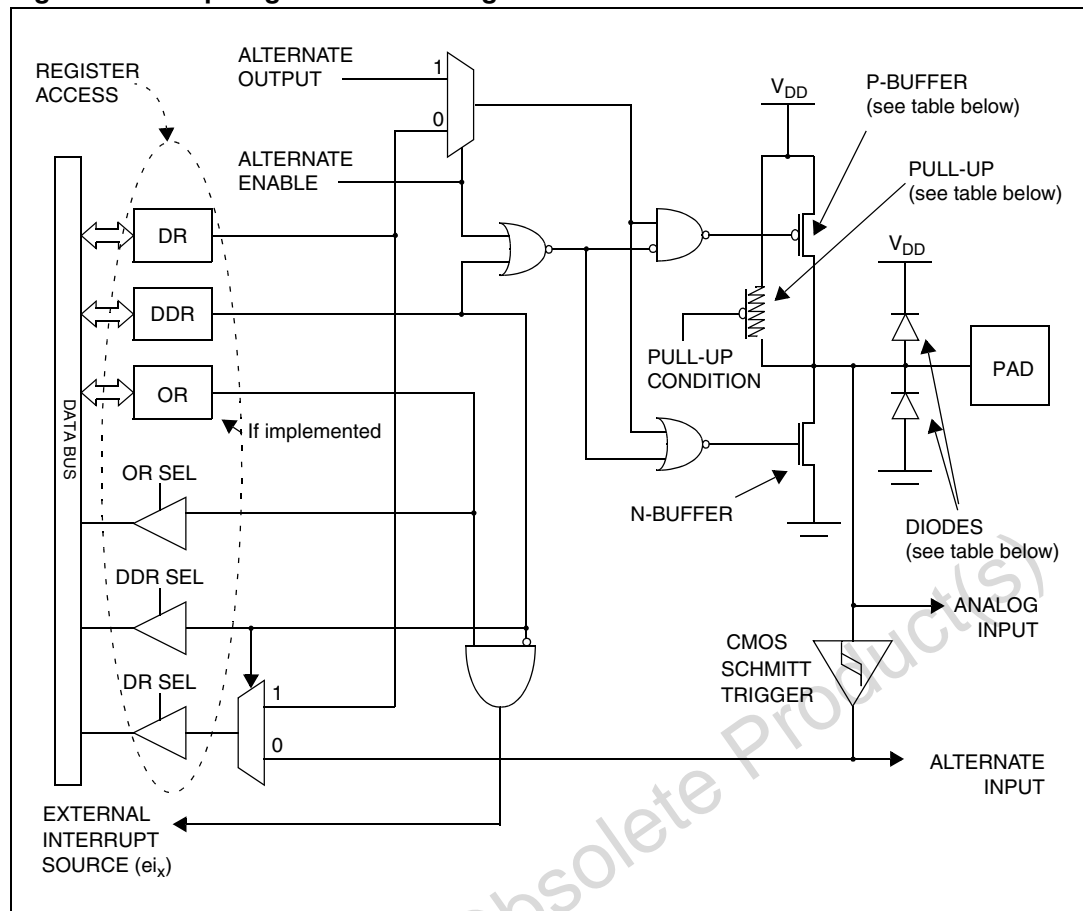 ALTERNATE
OUTPUT
1
0
REGISTER
ACCESS
ALTERNATE
ENABLE
VDD
P-BUFFER
(see table below)
PULL-UP
(see table below)
DR
DDR
OR
If implemented
DATA BUS
VDD
PULL-UP
CONDITION
PAD
N-BUFFER
DIODES
(see table below)
OR SEL
DDR SEL
DR SEL
1
0
ANALOG
INPUT
CMOS
SCHMITT
TRIGGER
ALTERNATE
INPUT
EXTERNAL
INTERRUPT
SOURCE (eix)
Obsolete Product(s)